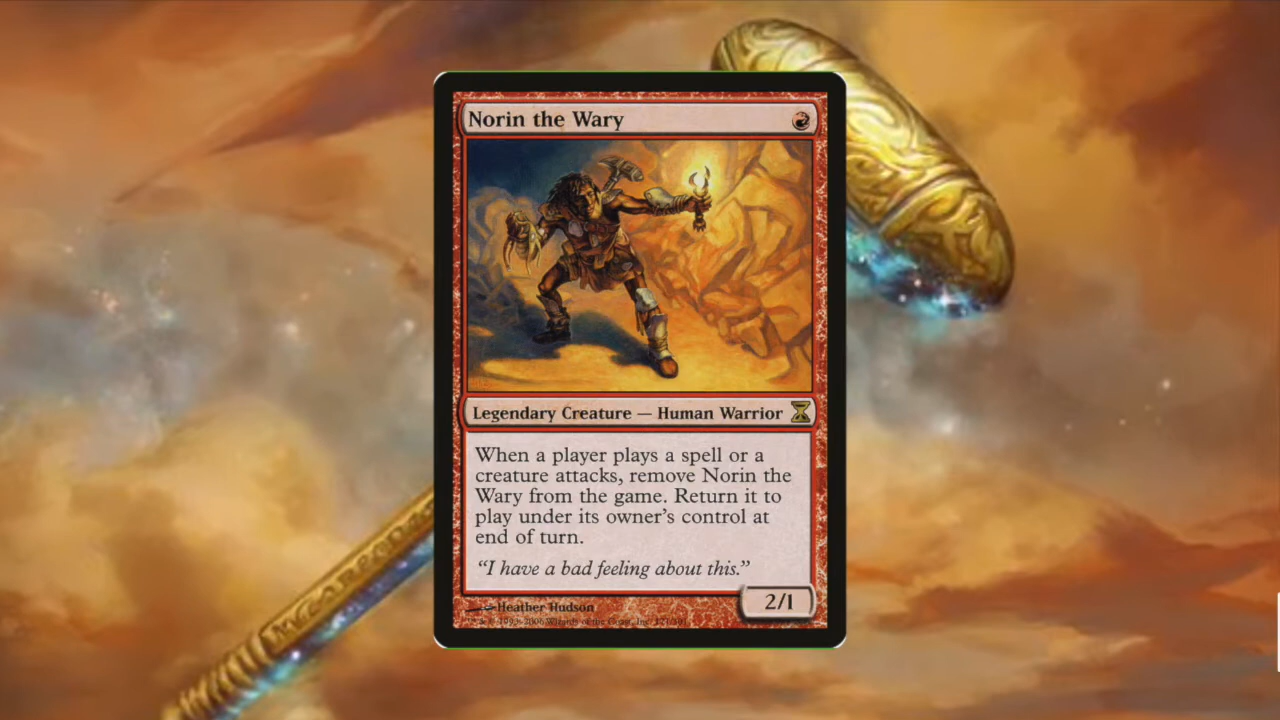 Norin the Wary
Legendary Creature — Human Warrior
When a player plays a spell or a
creature attacks, remove Norin the
Wary from the game. Return it to
play under its owner's control at
end of turn.
“I have a bad feeling about this.”
2/1
Heather Hudson